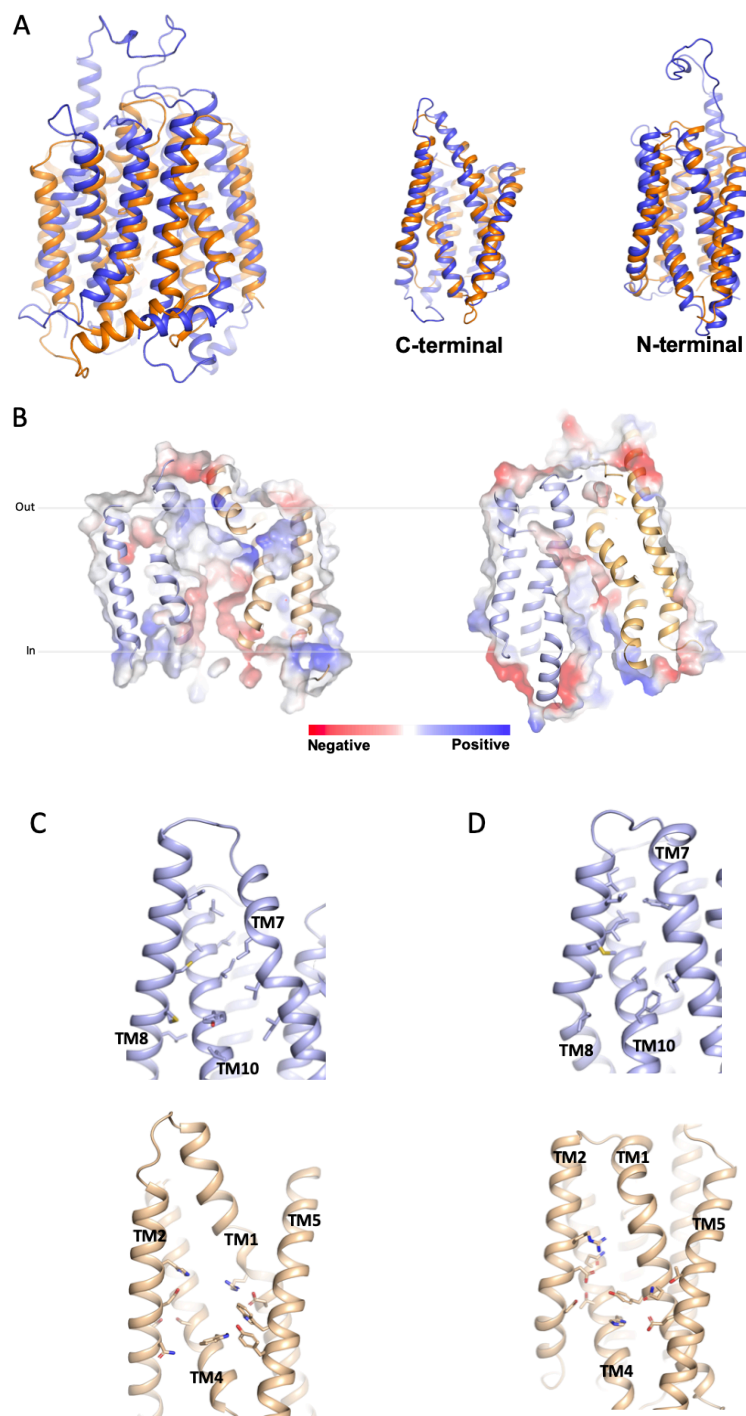 A
C-terminal
N-terminal
B
Out
In
Negative
Positive
C
D
TM7
TM8
TM10
TM7
TM8
TM10
TM2
TM1
TM5
TM4
TM2
TM1
TM5
TM4